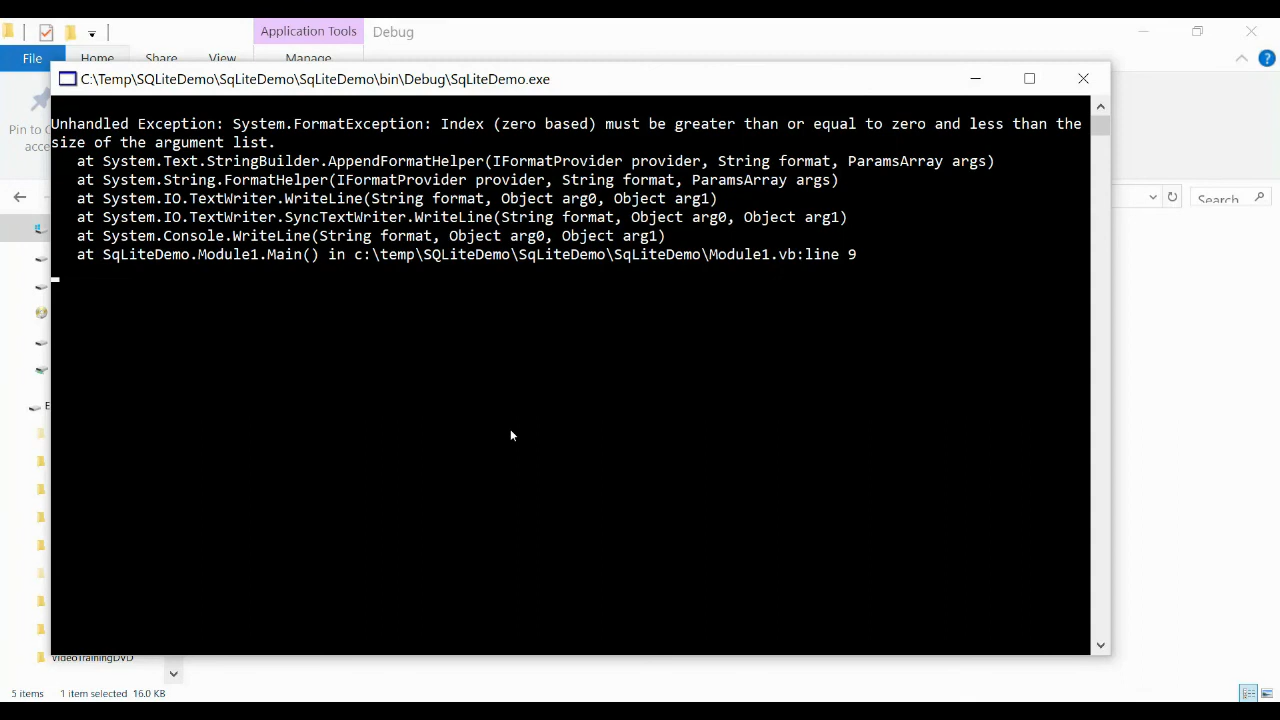 Application Tools
Debug
File
Home
Share
View
Manage
C:\Temp\SQLiteDemo\SqLiteDemo\SqLiteDemo\bin\Debug\SqLiteDemo.exe
Pin to
acce
Search
Unhandled Exception: System.FormatException: Index (zero based) must be greater than or equal to zero and less than the
size of the argument list.
at System.Text.StringBuilder.AppendFormatHelper(IFormatProvider provider, String format, ParamsArray args)
at System.String.FormatHelper(IFormatProvider provider, String format, ParamsArray args)
at System.IO.TextWriter.WriteLine(String format, Object arg0, Object arg1)
at System.IO.TextWriter.SyncTextWriter.WriteLine(String format, Object arg0, Object arg1)
at System.Console.WriteLine(String format, Object arg0, Object arg1)
at SqLiteDemo.Module1.Main() in c:\temp\SQLiteDemo\SqLiteDemo\SqLiteDemo\Module1.vb:line 9
VideoTrainingDVD
5 items
1 item selected 16.0 KB